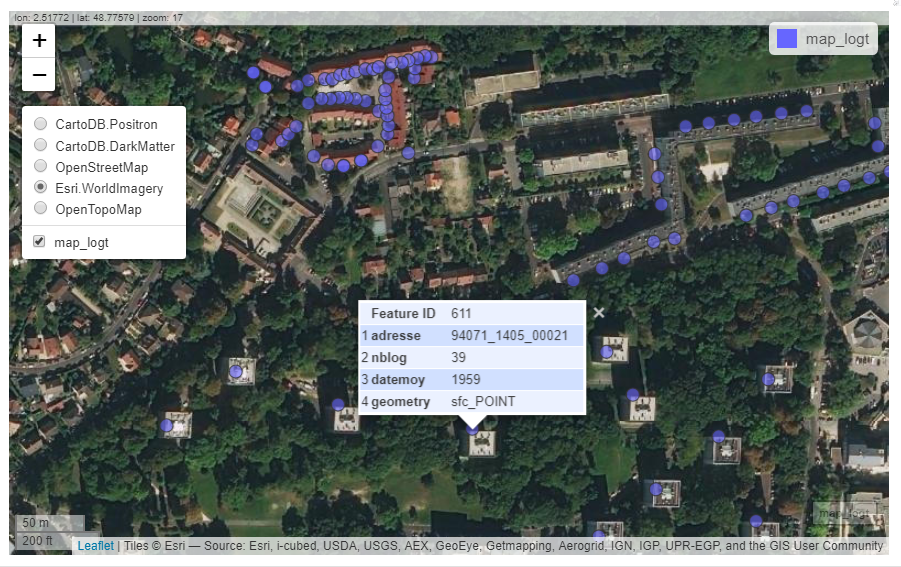 lon: 2.51772 | lat: 48.77579 | zoom: 17
+
−
map_logt
CartoDB.Positron
CartoDB.DarkMatter
OpenStreetMap
Esri.WorldImagery
OpenTopoMap
map_logt
Feature ID 611
1 adresse 94071_1405_00021
2 nblog 39
3 datemoy 1959
4 geometry sfc_POINT
×
map_logt
50 m
200 ft
Leaflet | Tiles © Esri — Source: Esri, i-cubed, USDA, USGS, AEX, GeoEye, Getmapping, Aerogrid, IGN, IGP, UPR-EGP, and the GIS User Community